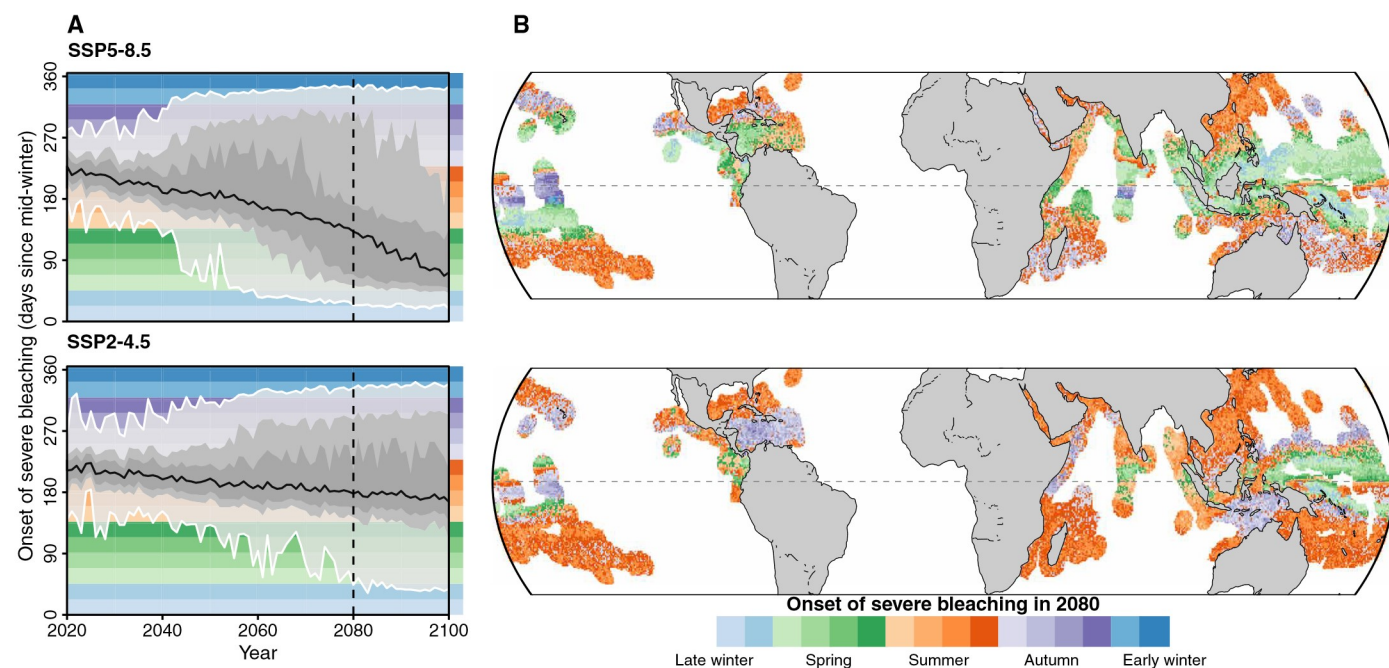 A
B
SSP5-8.5
360
270
180
90
0
Onset of severe bleaching (days since mid-winter)
SSP2-4.5
360
270
180
90
0
2020 2040 2060 2080 2100
Year
Onset of severe bleaching in 2080
Late winter Spring Summer Autumn Early winter